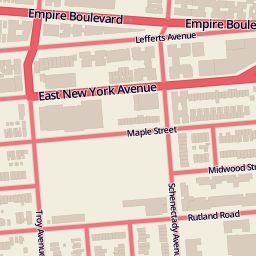 Empire Boulevard
Empire Boule
Lefferts Avenue
East New York Avenue
Maple Street
Midwood St
Schenectady Avenu
Troy Avenue
Rutland Road